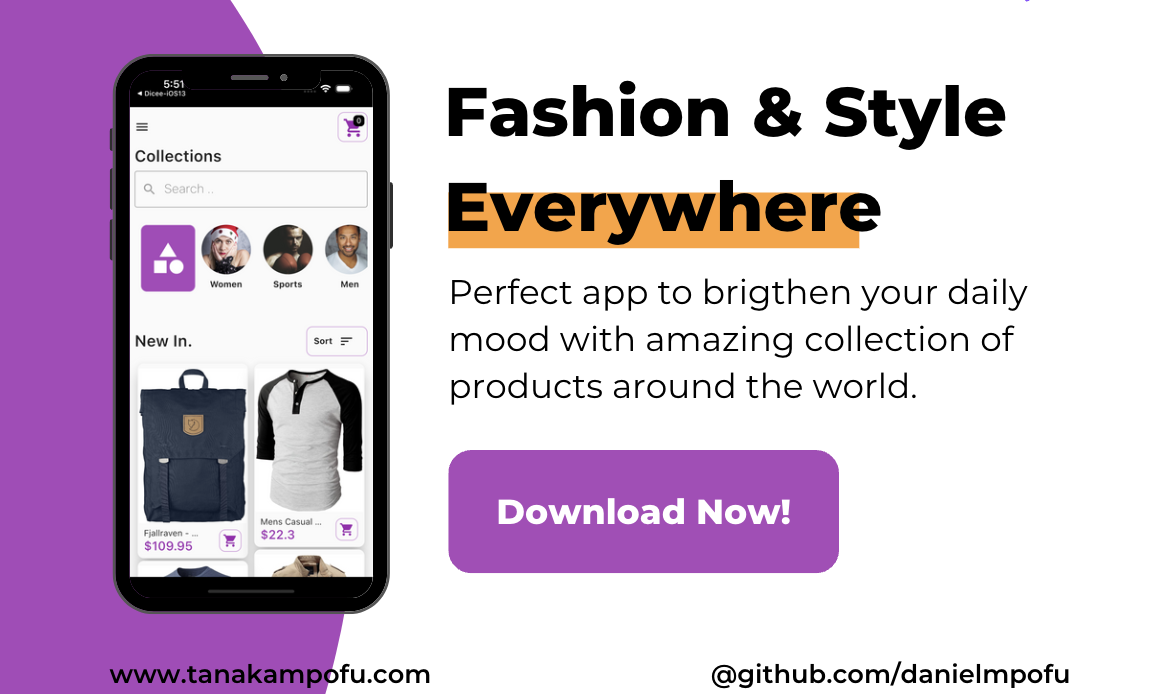 5:51
◀ Dicee-iOS13
0
Collections
Search ..
Women
Sports
Men
New In.
Sort
Fjallraven - ...
$109.95
Mens Casual ...
$22.3
Fashion & Style
Everywhere
Perfect app to brigthen your daily
mood with amazing collection of
products around the world.
Download Now!
www.tanakampofu.com
@github.com/danielmpofu